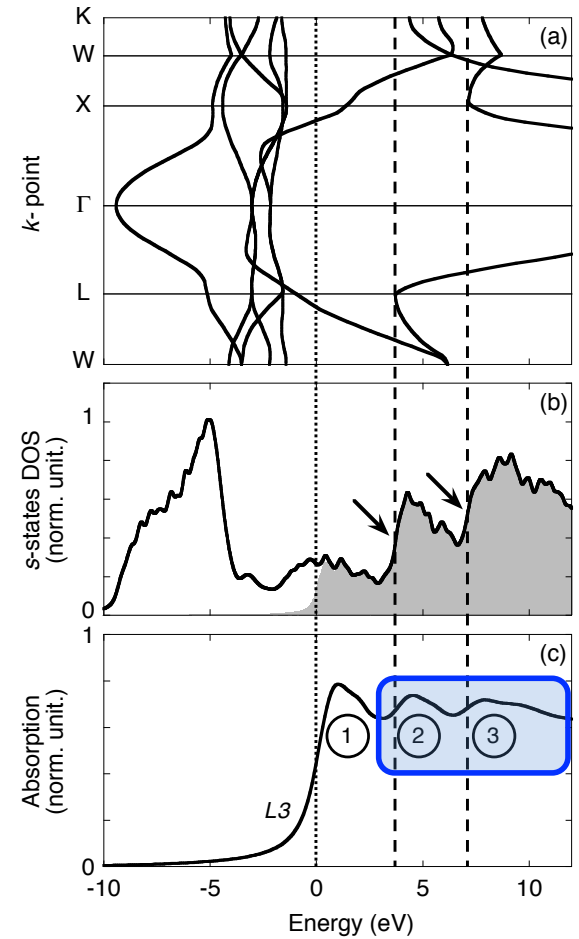 K
(a)
W
X
k- point
Γ
L
W
(b)
1
s-states DOS
(norm. unit.)
0
1
(c)
Absorption
(norm. unit.)
1
2
3
L3
0
-10
-5
0
5
10
Energy (eV)